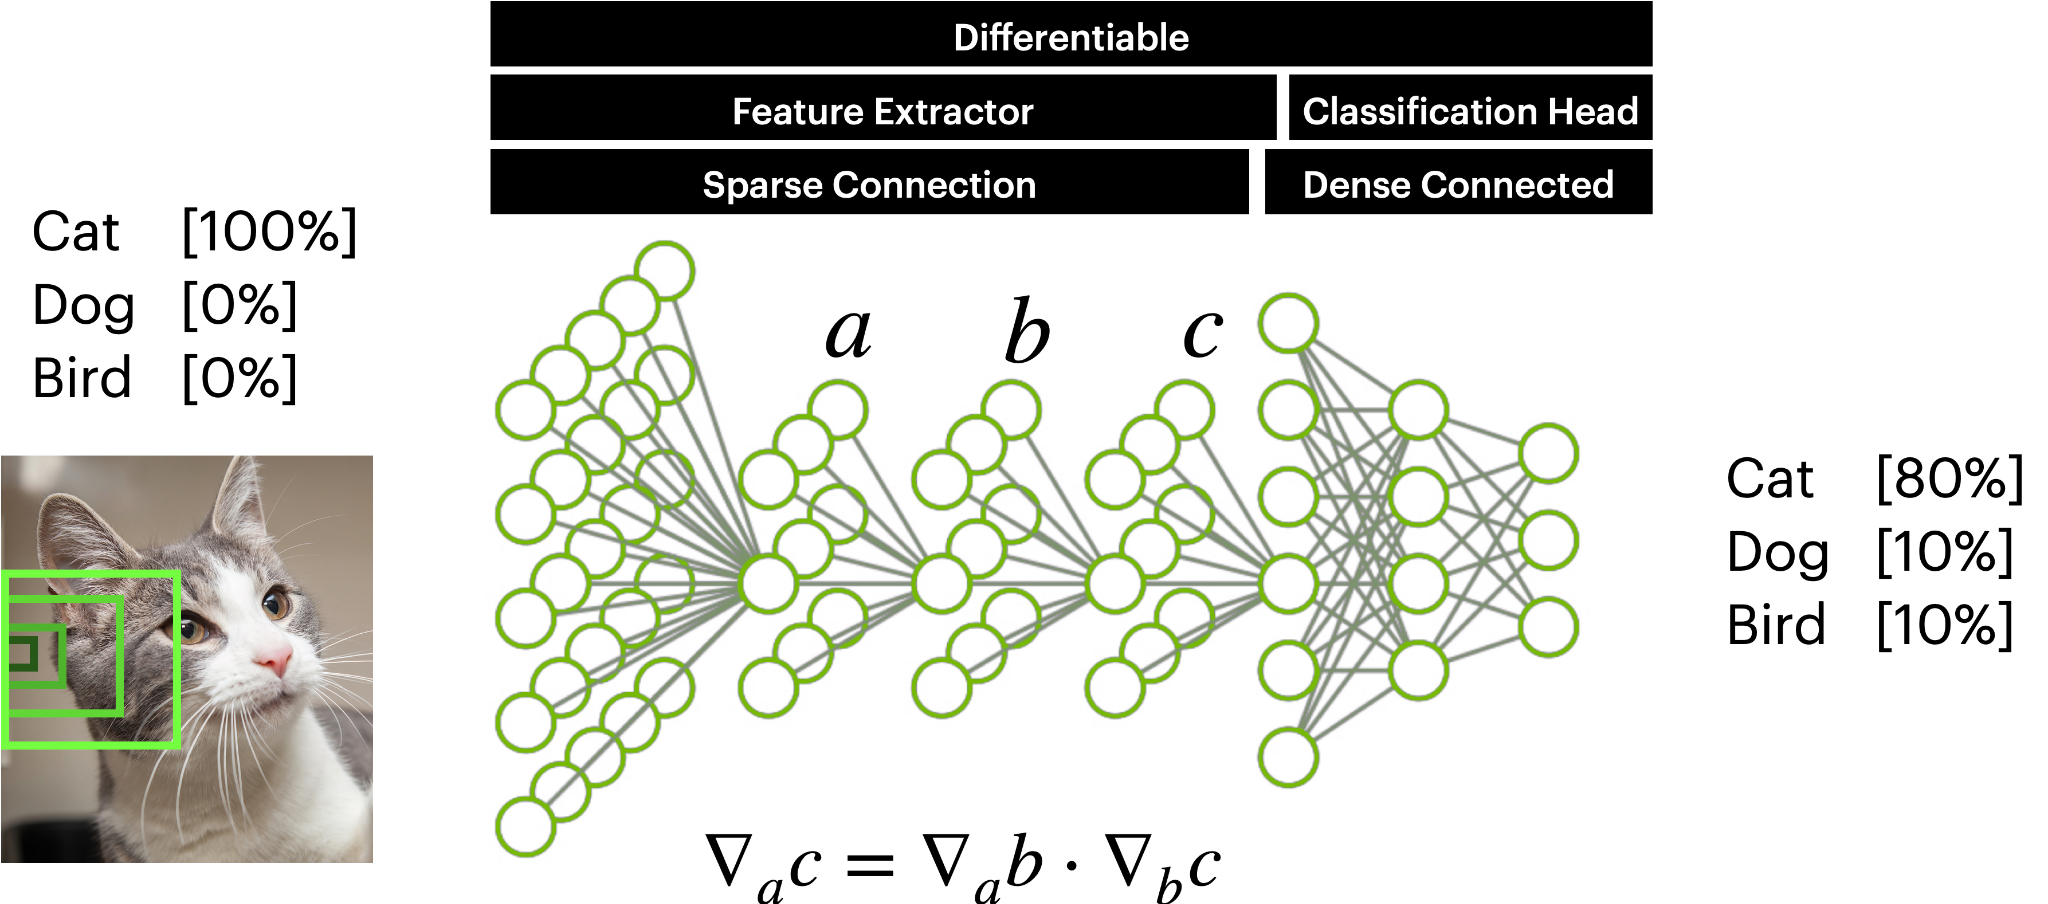 Differentiable
Feature Extractor
Classification Head
Sparse Connection
Dense Connected
Cat [100%]
Dog [0%]
Bird [0%]
a
b
c
Cat [80%]
Dog [10%]
Bird [10%]
∇ₐc = ∇ₐb · ∇_b c